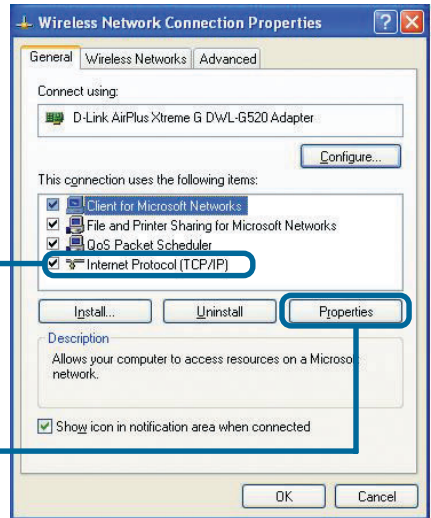 Wireless Network Connection Properties
General Wireless Networks Advanced
Connect using:
D-Link AirPlus Xtreme G DWL-G520 Adapter
Configure...
This connection uses the following items:
Client for Microsoft Networks
File and Printer Sharing for Microsoft Networks
QoS Packet Scheduler
Internet Protocol (TCP/IP)
Install... Uninstall Properties
Description
Allows your computer to access resources on a Microsoft
network.
Show icon in notification area when connected
OK Cancel